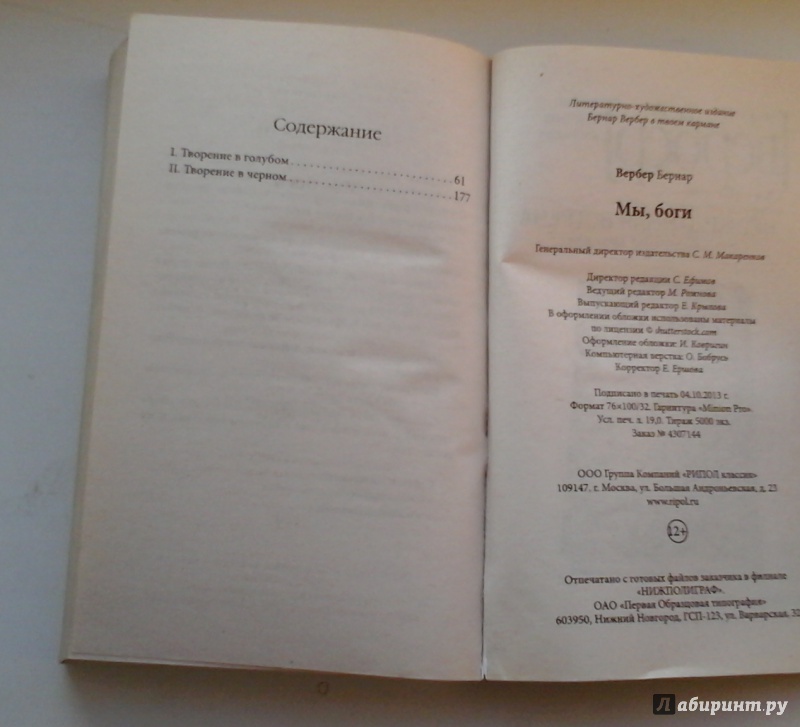 Содержание
I. Творение в голубом......................61
II. Творение в черном......................177
Литературно-художественное издание
Бернар Вербер в твоем кармане
Вербер Бернар
Мы, боги
Генеральный директор издательства С. М. Макаренков
Директор редакции С. Ефимов
Ведущий редактор М.
Выпускающий редактор Е. Крылова
В оформлении обложки использованы материалы
по лицензии © shutterstock.com
Оформление обложки: И.
Компьютерная верстка: О. Бобрусь
Корректор Е. Ершова
Подписано в печать 04.10.2013 г.
Формат 76×100/32. Гарнитура «Minion Pro».
Усл. печ. л. 19,0. Тираж 5000 экз.
Заказ № 4307144
ООО Группа Компаний «РИПОЛ классик»
109147, г. Москва, ул. Большая Андроньевская, д. 23
www.ripol.ru
12+
Отпечатано с готовых файлов заказчика в филиале
«НИЖПОЛИГРАФ».
ОАО «Первая Образцовая типография»
603950, Нижний Новгород, ГСП-123, ул. Варварская, 32
Лабиринт.ру